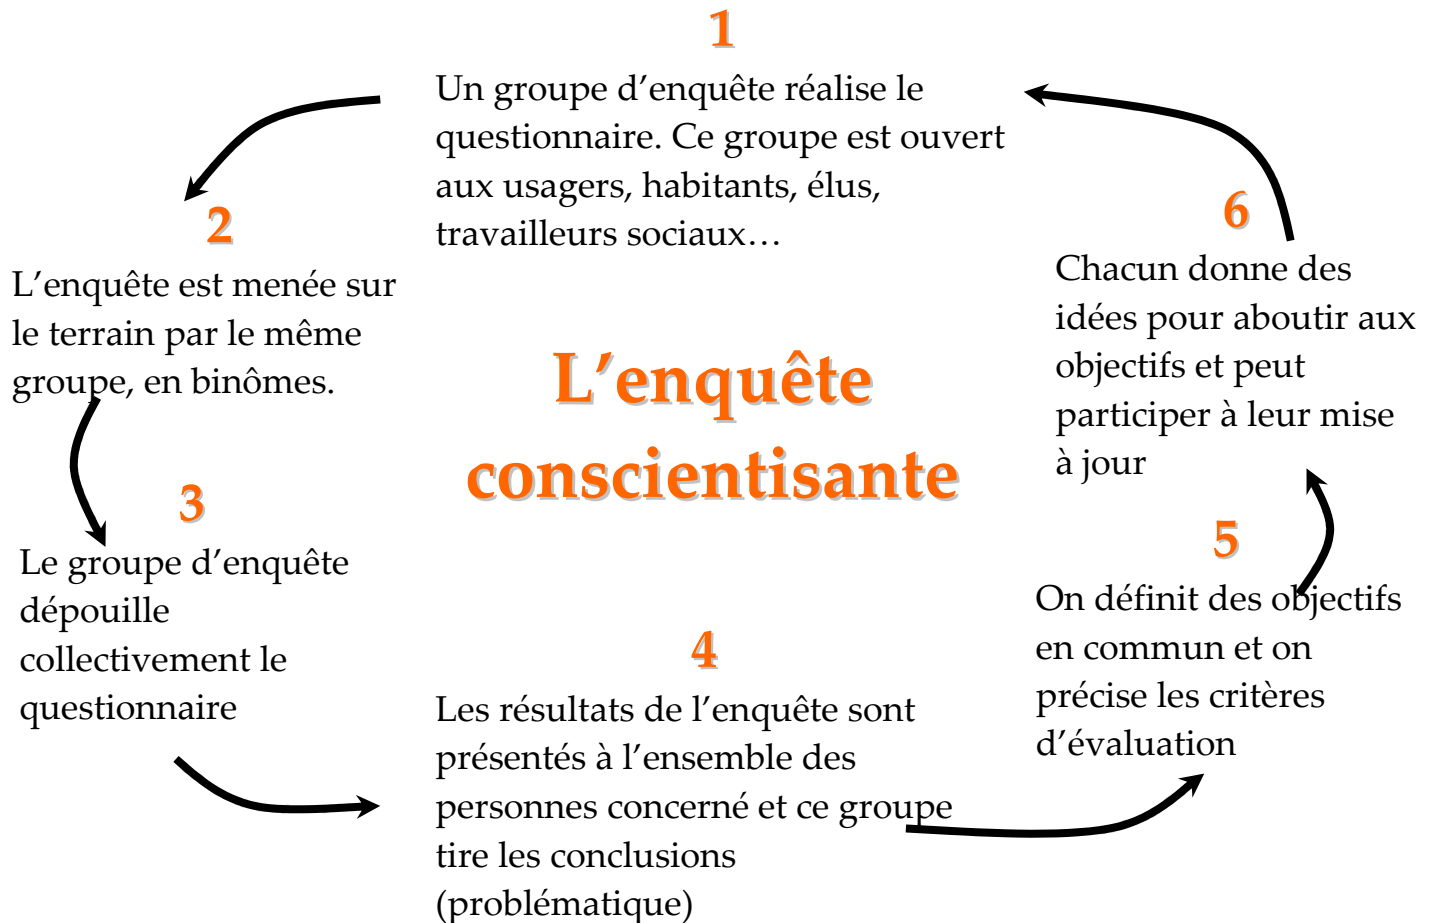 1
Un groupe d’enquête réalise le
questionnaire. Ce groupe est ouvert
aux usagers, habitants, élus,
travailleurs sociaux…
2
L’enquête est menée sur
le terrain par le même
groupe, en binômes.
3
Le groupe d’enquête
dépouille
collectivement le
questionnaire
L’enquête
conscientisante
4
Les résultats de l’enquête sont
présentés à l’ensemble des
personnes concerné et ce groupe
tire les conclusions
(problématique)
5
On définit des objectifs
en commun et on
précise les critères
d’évaluation
6
Chacun donne des
idées pour aboutir aux
objectifs et peut
participer à leur mise
à jour